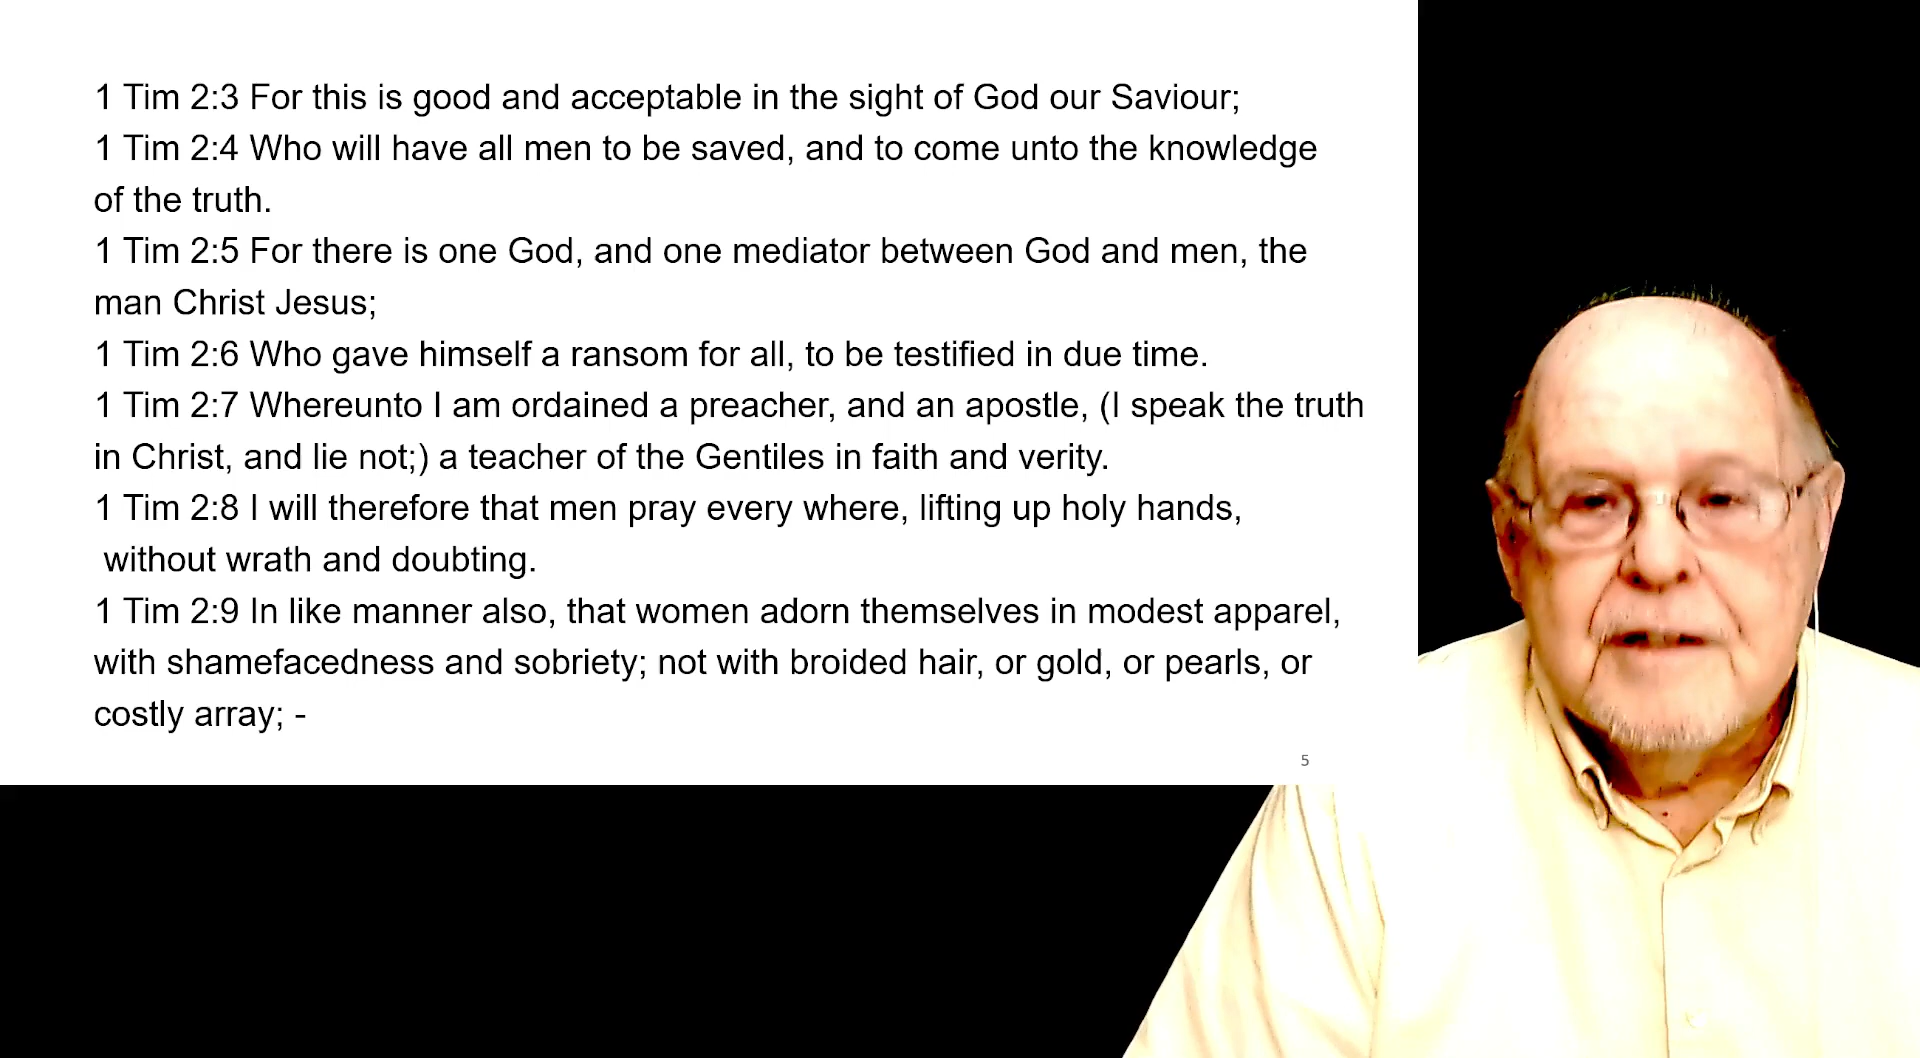 1 Tim 2:3 For this is good and acceptable in the sight of God our Saviour;
1 Tim 2:4 Who will have all men to be saved, and to come unto the knowledge
of the truth.
1 Tim 2:5 For there is one God, and one mediator between God and men, the
man Christ Jesus;
1 Tim 2:6 Who gave himself a ransom for all, to be testified in due time.
1 Tim 2:7 Whereunto I am ordained a preacher, and an apostle, (I speak the truth
in Christ, and lie not;) a teacher of the Gentiles in faith and verity.
1 Tim 2:8 I will therefore that men pray every where, lifting up holy hands,
without wrath and doubting.
1 Tim 2:9 In like manner also, that women adorn themselves in modest apparel,
with shamefacedness and sobriety; not with broided hair, or gold, or pearls, or
costly array; -
5